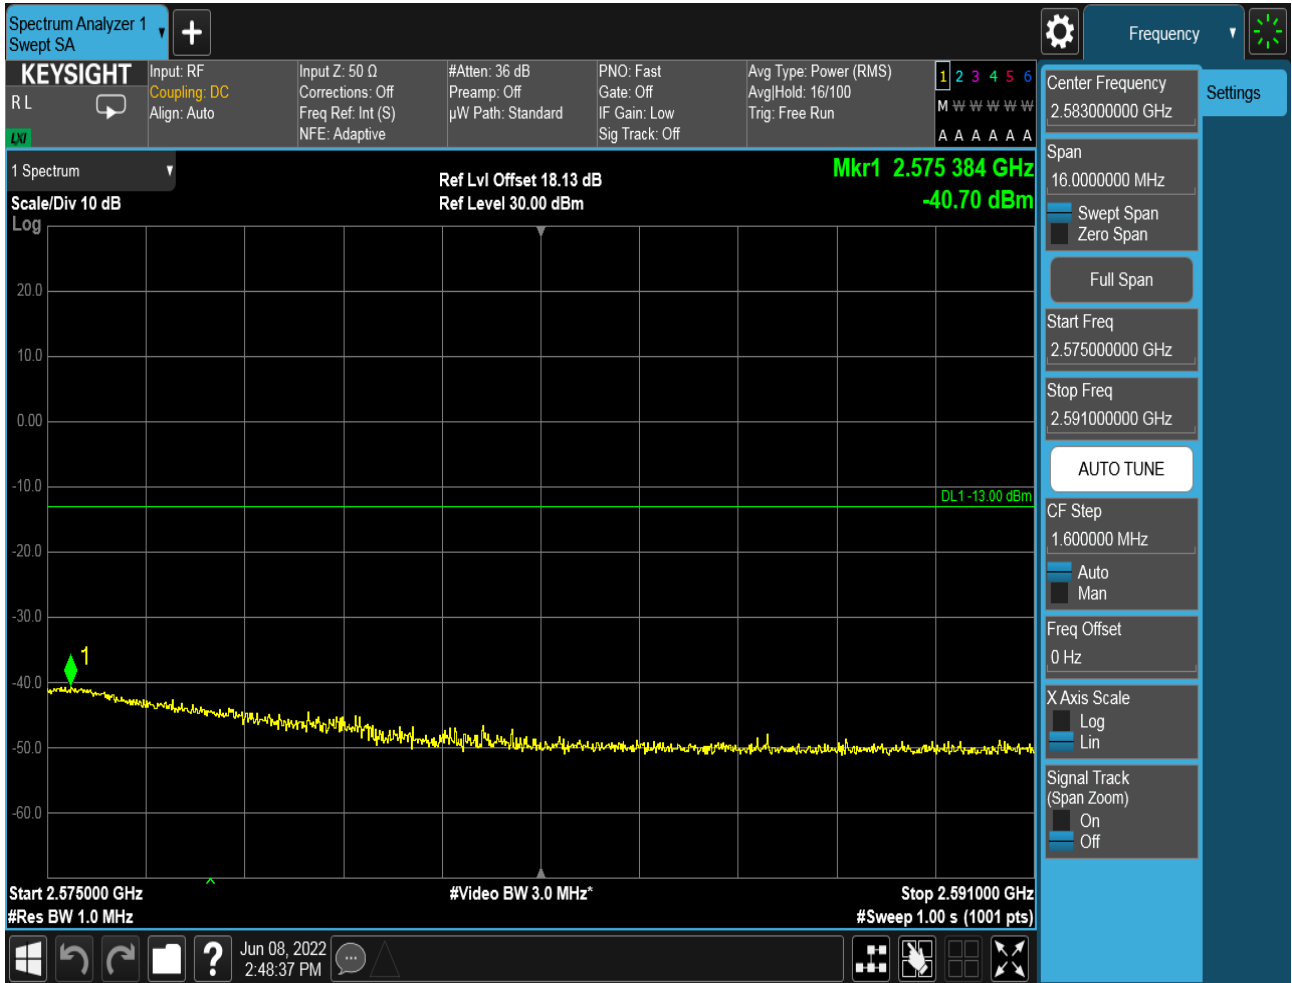 Spectrum Analyzer 1
Swept SA
Frequency
KEYSIGHT
R L
LXI
Input: RF
Coupling: DC
Align: Auto
Input Z: 50 Ω
Corrections: Off
Freq Ref: Int (S)
NFE: Adaptive
#Atten: 36 dB
Preamp: Off
µW Path: Standard
PNO: Fast
Gate: Off
IF Gain: Low
Sig Track: Off
Avg Type: Power (RMS)
Avg|Hold: 16/100
Trig: Free Run
1 2 3 4 5 6
M W W W W W
A A A A A A
1 Spectrum
Scale/Div 10 dB
Log
Ref Lvl Offset 18.13 dB
Ref Level 30.00 dBm
Mkr1 2.575 384 GHz
-40.70 dBm
20.0
10.0
0.00
-10.0
DL1 -13.00 dBm
-20.0
-30.0
1
-40.0
-50.0
-60.0
Start 2.575000 GHz
#Video BW 3.0 MHz*
Stop 2.591000 GHz
#Res BW 1.0 MHz
#Sweep 1.00 s (1001 pts)
Center Frequency
2.583000000 GHz
Settings
Span
16.0000000 MHz
Swept Span
Zero Span
Full Span
Start Freq
2.575000000 GHz
Stop Freq
2.591000000 GHz
AUTO TUNE
CF Step
1.600000 MHz
Auto
Man
Freq Offset
0 Hz
X Axis Scale
Log
Lin
Signal Track
(Span Zoom)
On
Off
?
Jun 08, 2022
2:48:37 PM